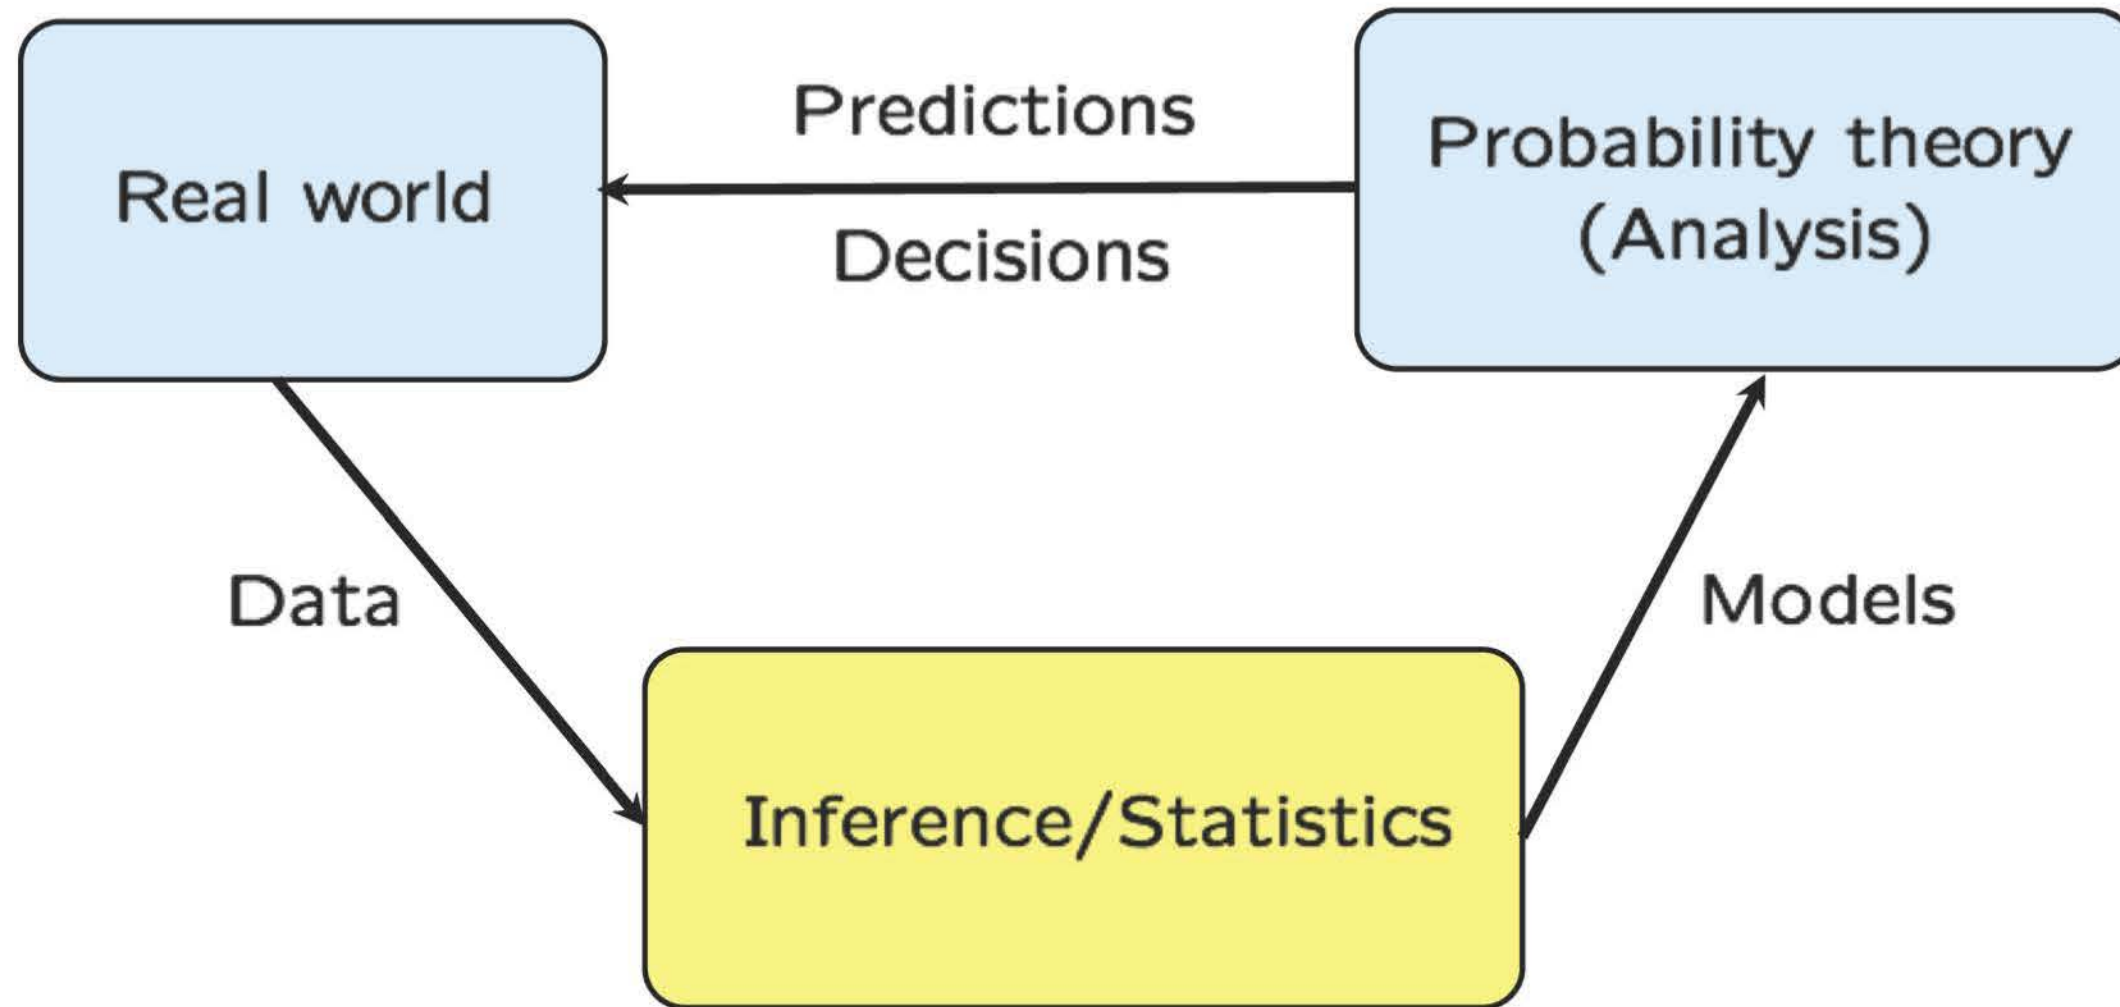 Real world
Predictions
Decisions
Probability theory
(Analysis)
Data
Models
Inference/Statistics